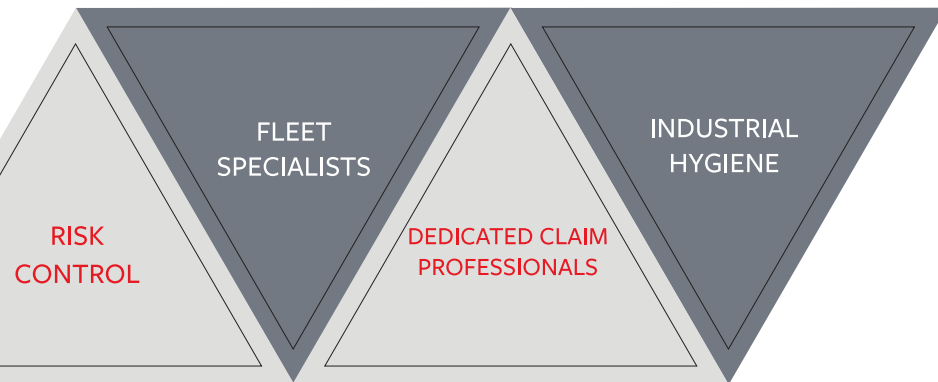 RISK
CONTROL
FLEET
SPECIALISTS
DEDICATED CLAIM
PROFESSIONALS
INDUSTRIAL
HYGIENE